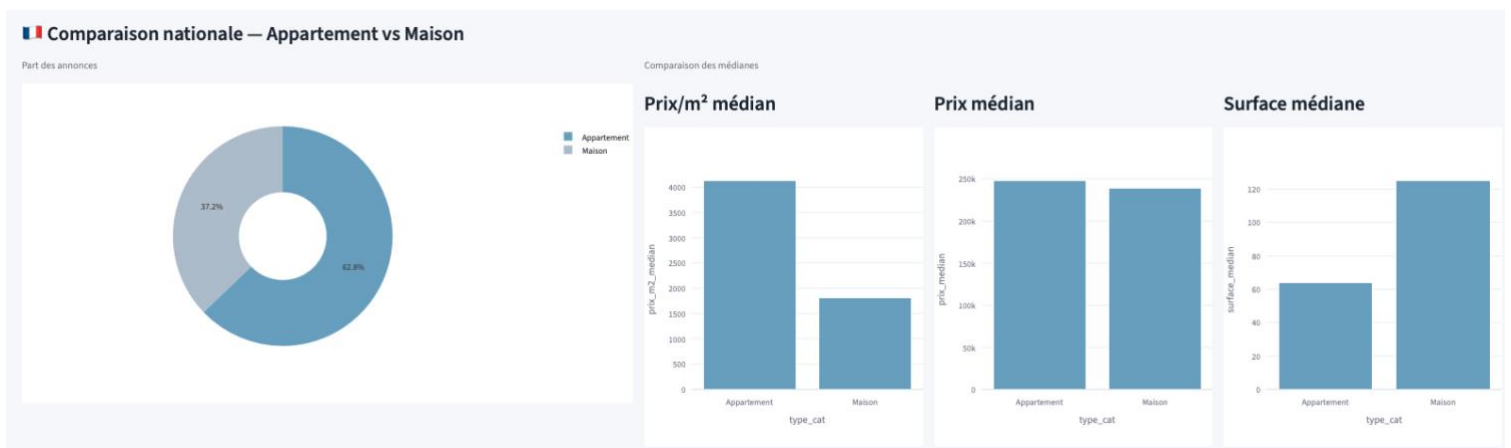 Comparaison nationale — Appartement vs Maison
Part des annonces
37.2%
62.8%
Appartement
Maison
Comparaison des médianes
Prix/m² médian
prix_m2_median
4000
3500
3000
2500
2000
1500
1000
500
0
Appartement Maison
type_cat
Prix médian
prix_median
250k
200k
150k
100k
50k
0
Appartement Maison
type_cat
Surface médiane
surface_median
120
100
80
60
40
20
0
Appartement Maison
type_cat